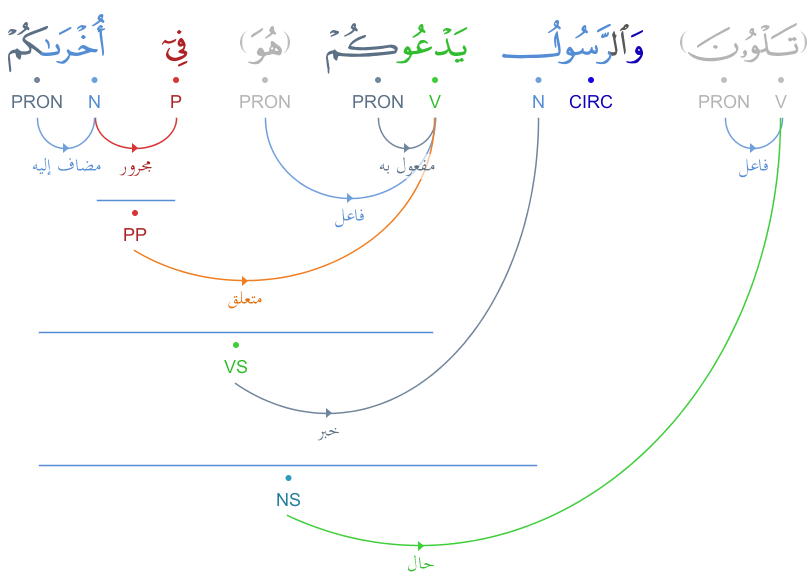 (تَلْوُۥنَ) وَٱلرَّسُولُ يَدْعُوكُمْ (هُوَ) فِىٓ أُخْرَىٰكُمْ
V PRON CIRC N V PRON PRON P N PRON
فاعل مفعول به مجرور مضاف إليه
فاعل
PP
متعلق
VS
خبر
NS
حال